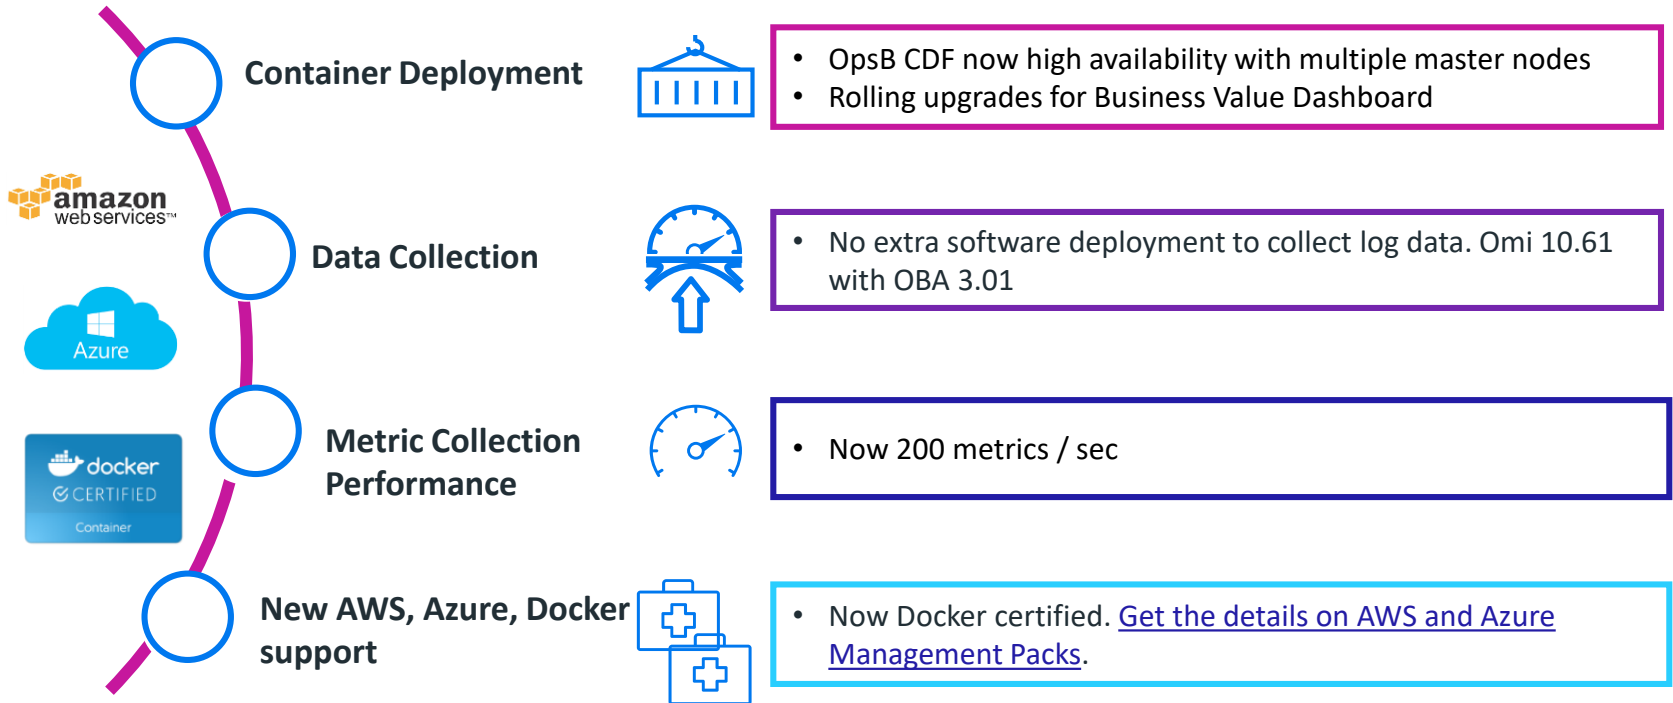 Container Deployment
• OpsB CDF now high availability with multiple master nodes
• Rolling upgrades for Business Value Dashboard
amazon
webservices™
Data Collection
• No extra software deployment to collect log data. Omi 10.61
with OBA 3.01
Azure
Metric Collection
Performance
• Now 200 metrics / sec
docker
CERTIFIED
Container
New AWS, Azure, Docker
support
• Now Docker certified. Get the details on AWS and Azure
Management Packs.